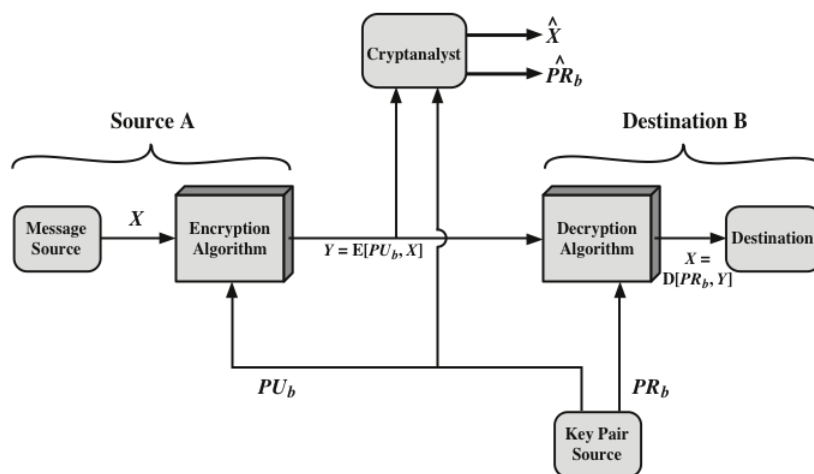 Cryptanalyst
X̂
P̂R_b
Source A
Destination B
Message
Source
X
Encryption
Algorithm
Y = E[PU_b, X]
Decryption
Algorithm
X =
D[PR_b, Y]
Destination
PU_b
PR_b
Key Pair
Source